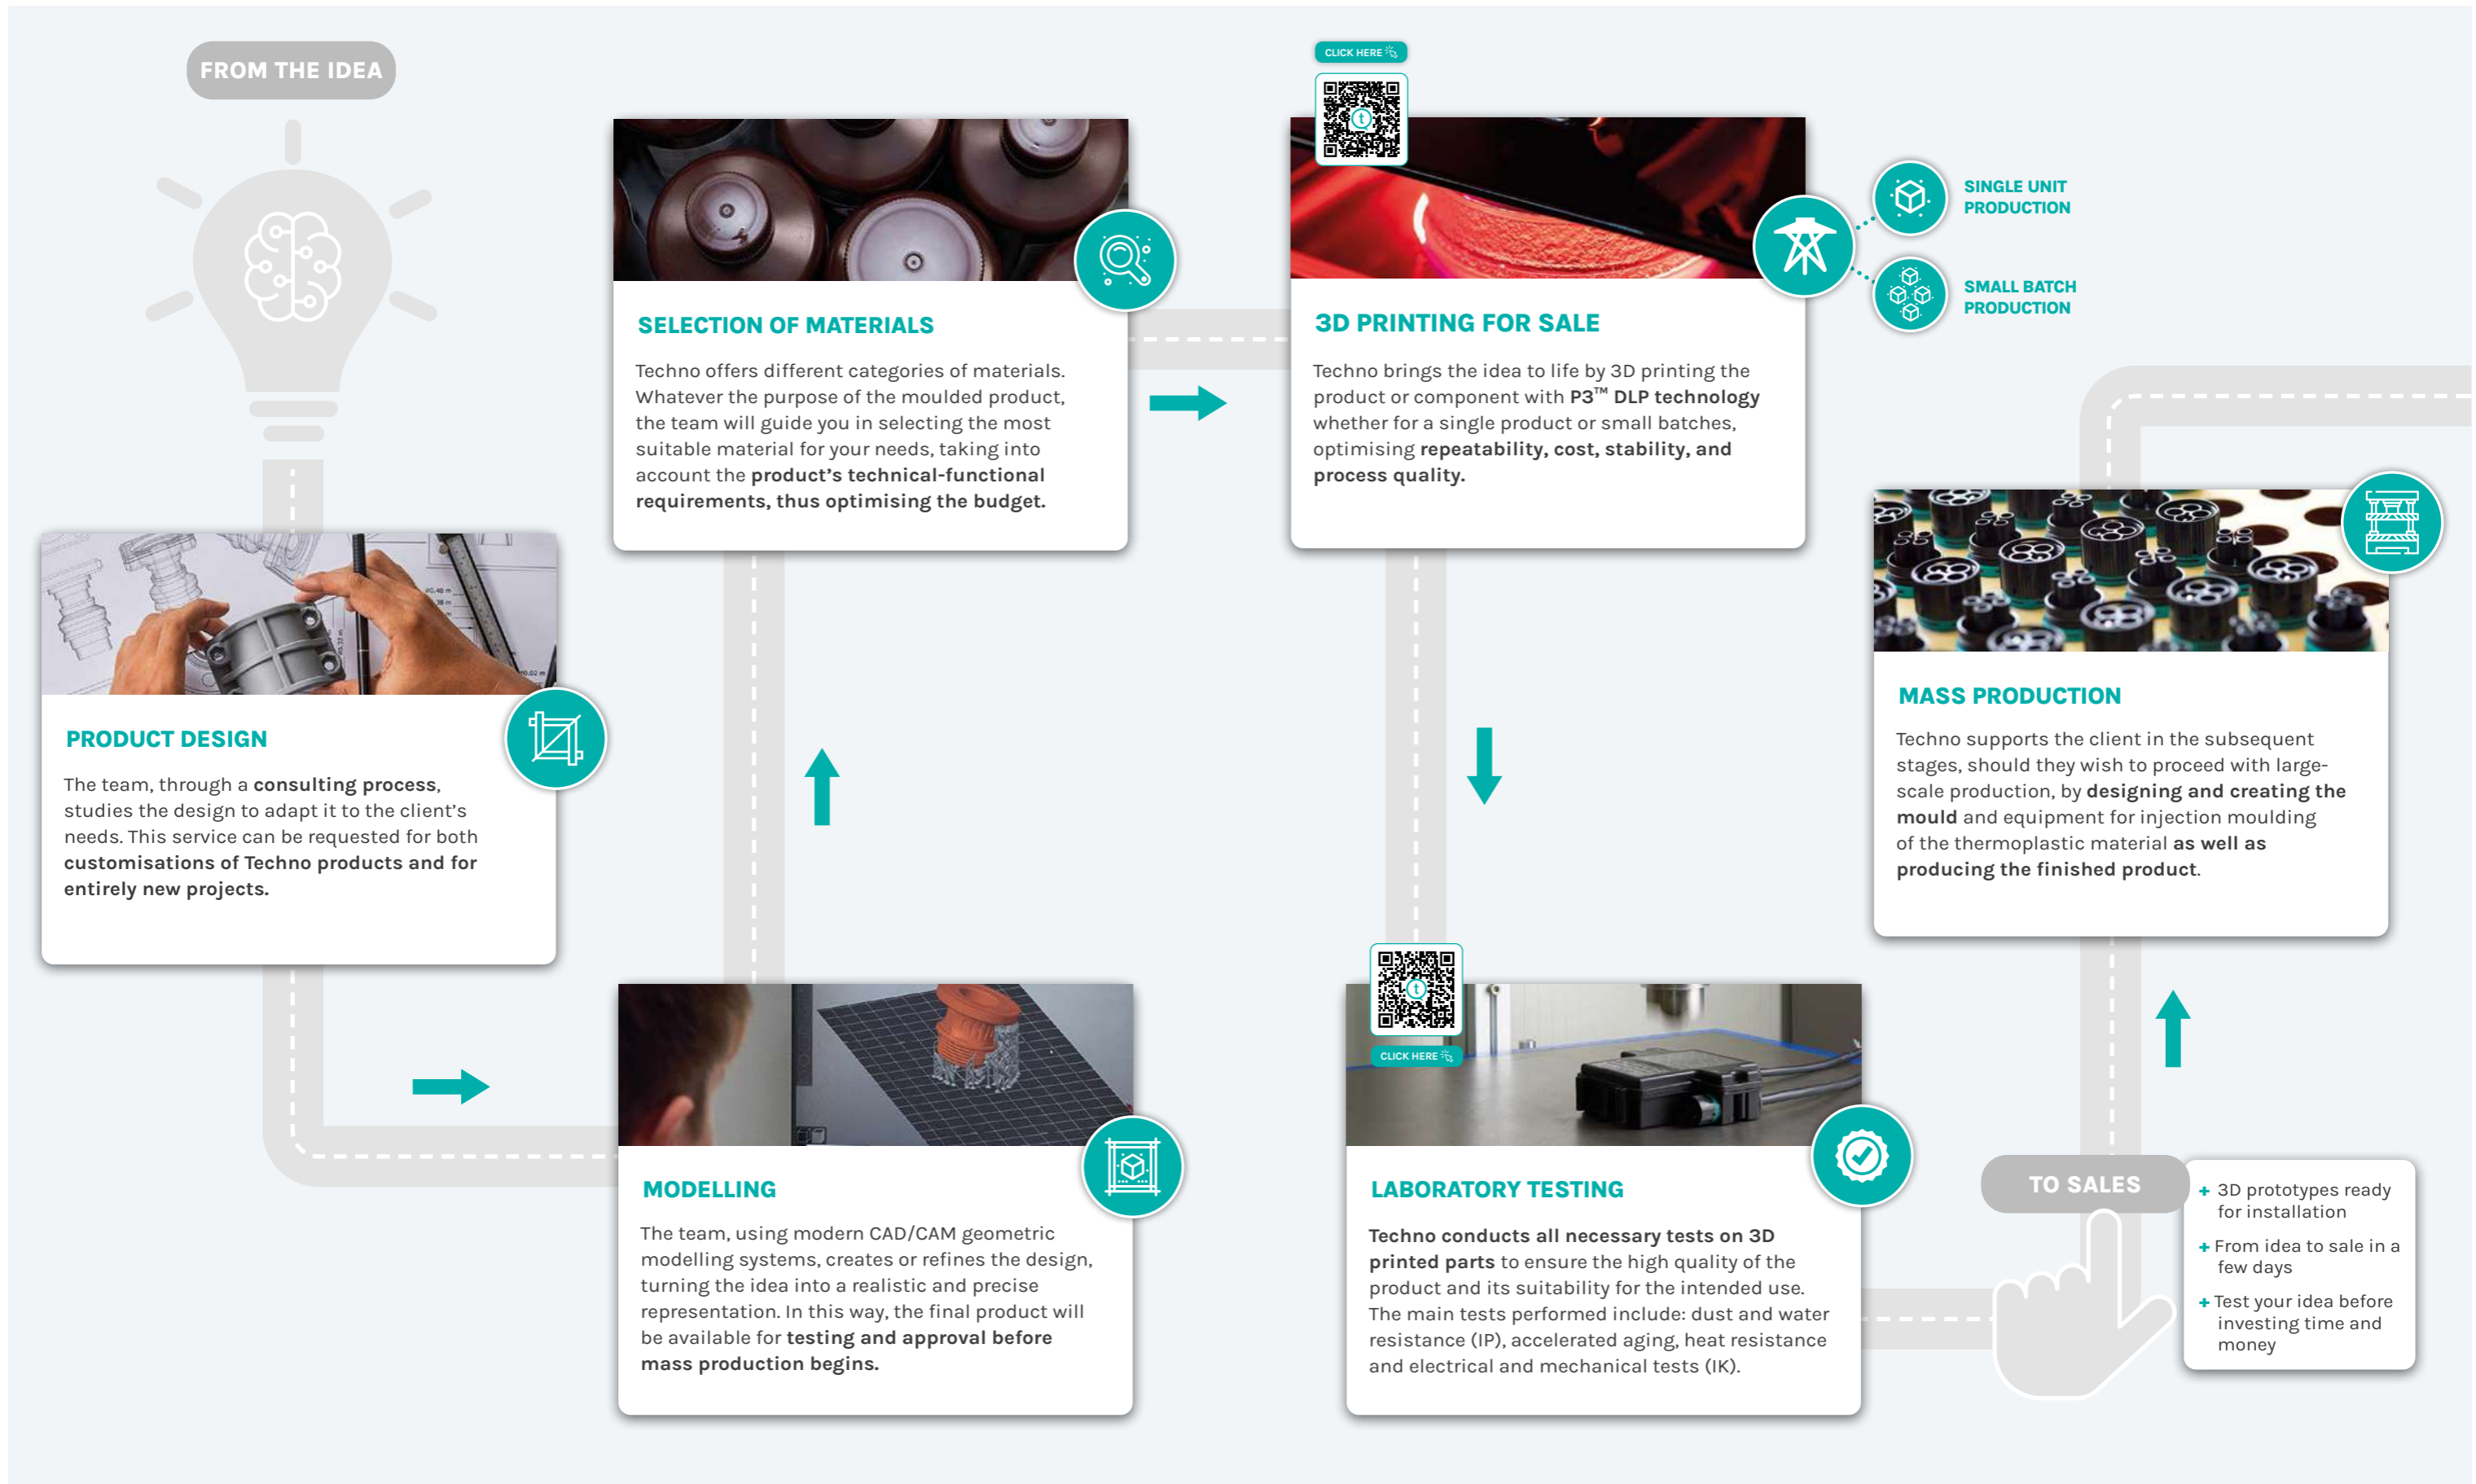 FROM THE IDEA
PRODUCT DESIGN
The team, through a consulting process,
studies the design to adapt it to the client's
needs. This service can be requested for both
customisations of Techno products and for
entirely new projects.
MODELLING
The team, using modern CAD/CAM geometric
modelling systems, creates or refines the design,
turning the idea into a realistic and precise
representation. In this way, the final product will
be available for testing and approval before
mass production begins.
SELECTION OF MATERIALS
Techno offers different categories of materials.
Whatever the purpose of the moulded product,
the team will guide you in selecting the most
suitable material for your needs, taking into
account the product's technical-functional
requirements, thus optimising the budget.
CLICK HERE
t
3D PRINTING FOR SALE
Techno brings the idea to life by 3D printing the
product or component with P3™ DLP technology
whether for a single product or small batches,
optimising repeatability, cost, stability, and
process quality.
SINGLE UNIT
PRODUCTION
SMALL BATCH
PRODUCTION
t
CLICK HERE
LABORATORY TESTING
Techno conducts all necessary tests on 3D
printed parts to ensure the high quality of the
product and its suitability for the intended use.
The main tests performed include: dust and water
resistance (IP), accelerated aging, heat resistance
and electrical and mechanical tests (IK).
TO SALES
+ 3D prototypes ready
for installation
+ From idea to sale in a
few days
+ Test your idea before
investing time and
money
MASS PRODUCTION
Techno supports the client in the subsequent
stages, should they wish to proceed with large-
scale production, by designing and creating the
mould and equipment for injection moulding
of the thermoplastic material as well as
producing the finished product.